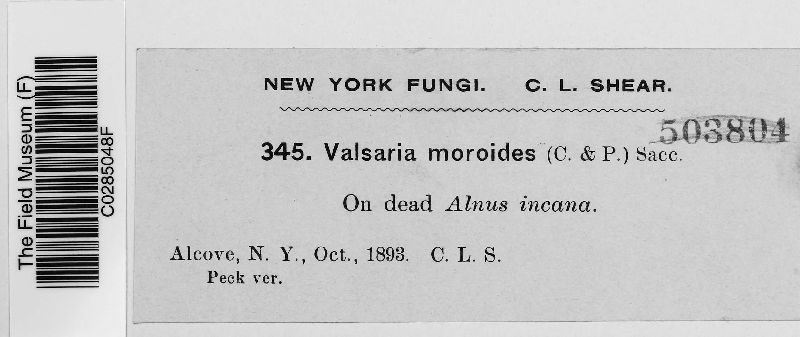 The Field Museum (F)
C0285048F
NEW YORK FUNGI. C. L. SHEAR.
503804
345. Valsaria moroides (C. & P.) Sacc.
On dead Alnus incana.
Alcove, N. Y., Oct., 1893. C. L. S.
Peck ver.